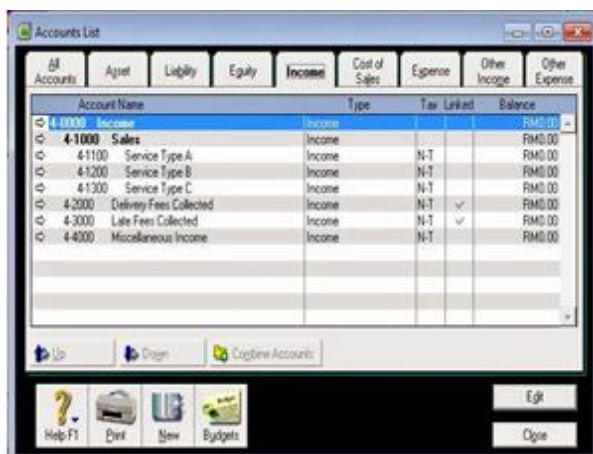 Accounts List
All Accounts Asset Liability Equity Income Cost of Sales Expense Other Income Other Expense
Account Name Type Tax Linked Balance
4-0000 Income Income RM0.00
4-1000 Sales Income RM0.00
4-1100 Service Type A Income N-T RM0.00
4-1200 Service Type B Income N-T RM0.00
4-1300 Service Type C Income N-T RM0.00
4-2000 Delivery Fees Collected Income N-T RM0.00
4-3000 Late Fees Collected Income N-T RM0.00
4-4000 Miscellaneous Income Income N-T RM0.00
Up Down Combine Accounts
Edit
Help F1 Print New Budgets
Close